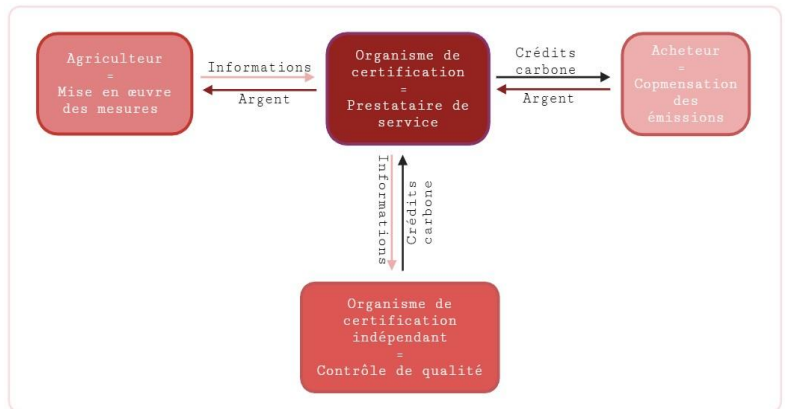 Agriculteur
=
Mise en œuvre
des mesures
Informations
Argent
Organisme de
certification
=
Prestataire de
service
Crédits
carbone
Argent
Acheteur
=
Copmensation
des
émissions
Informations
Crédits
carbone
Organisme de
certification
indépendant
=
Contrôle de qualité